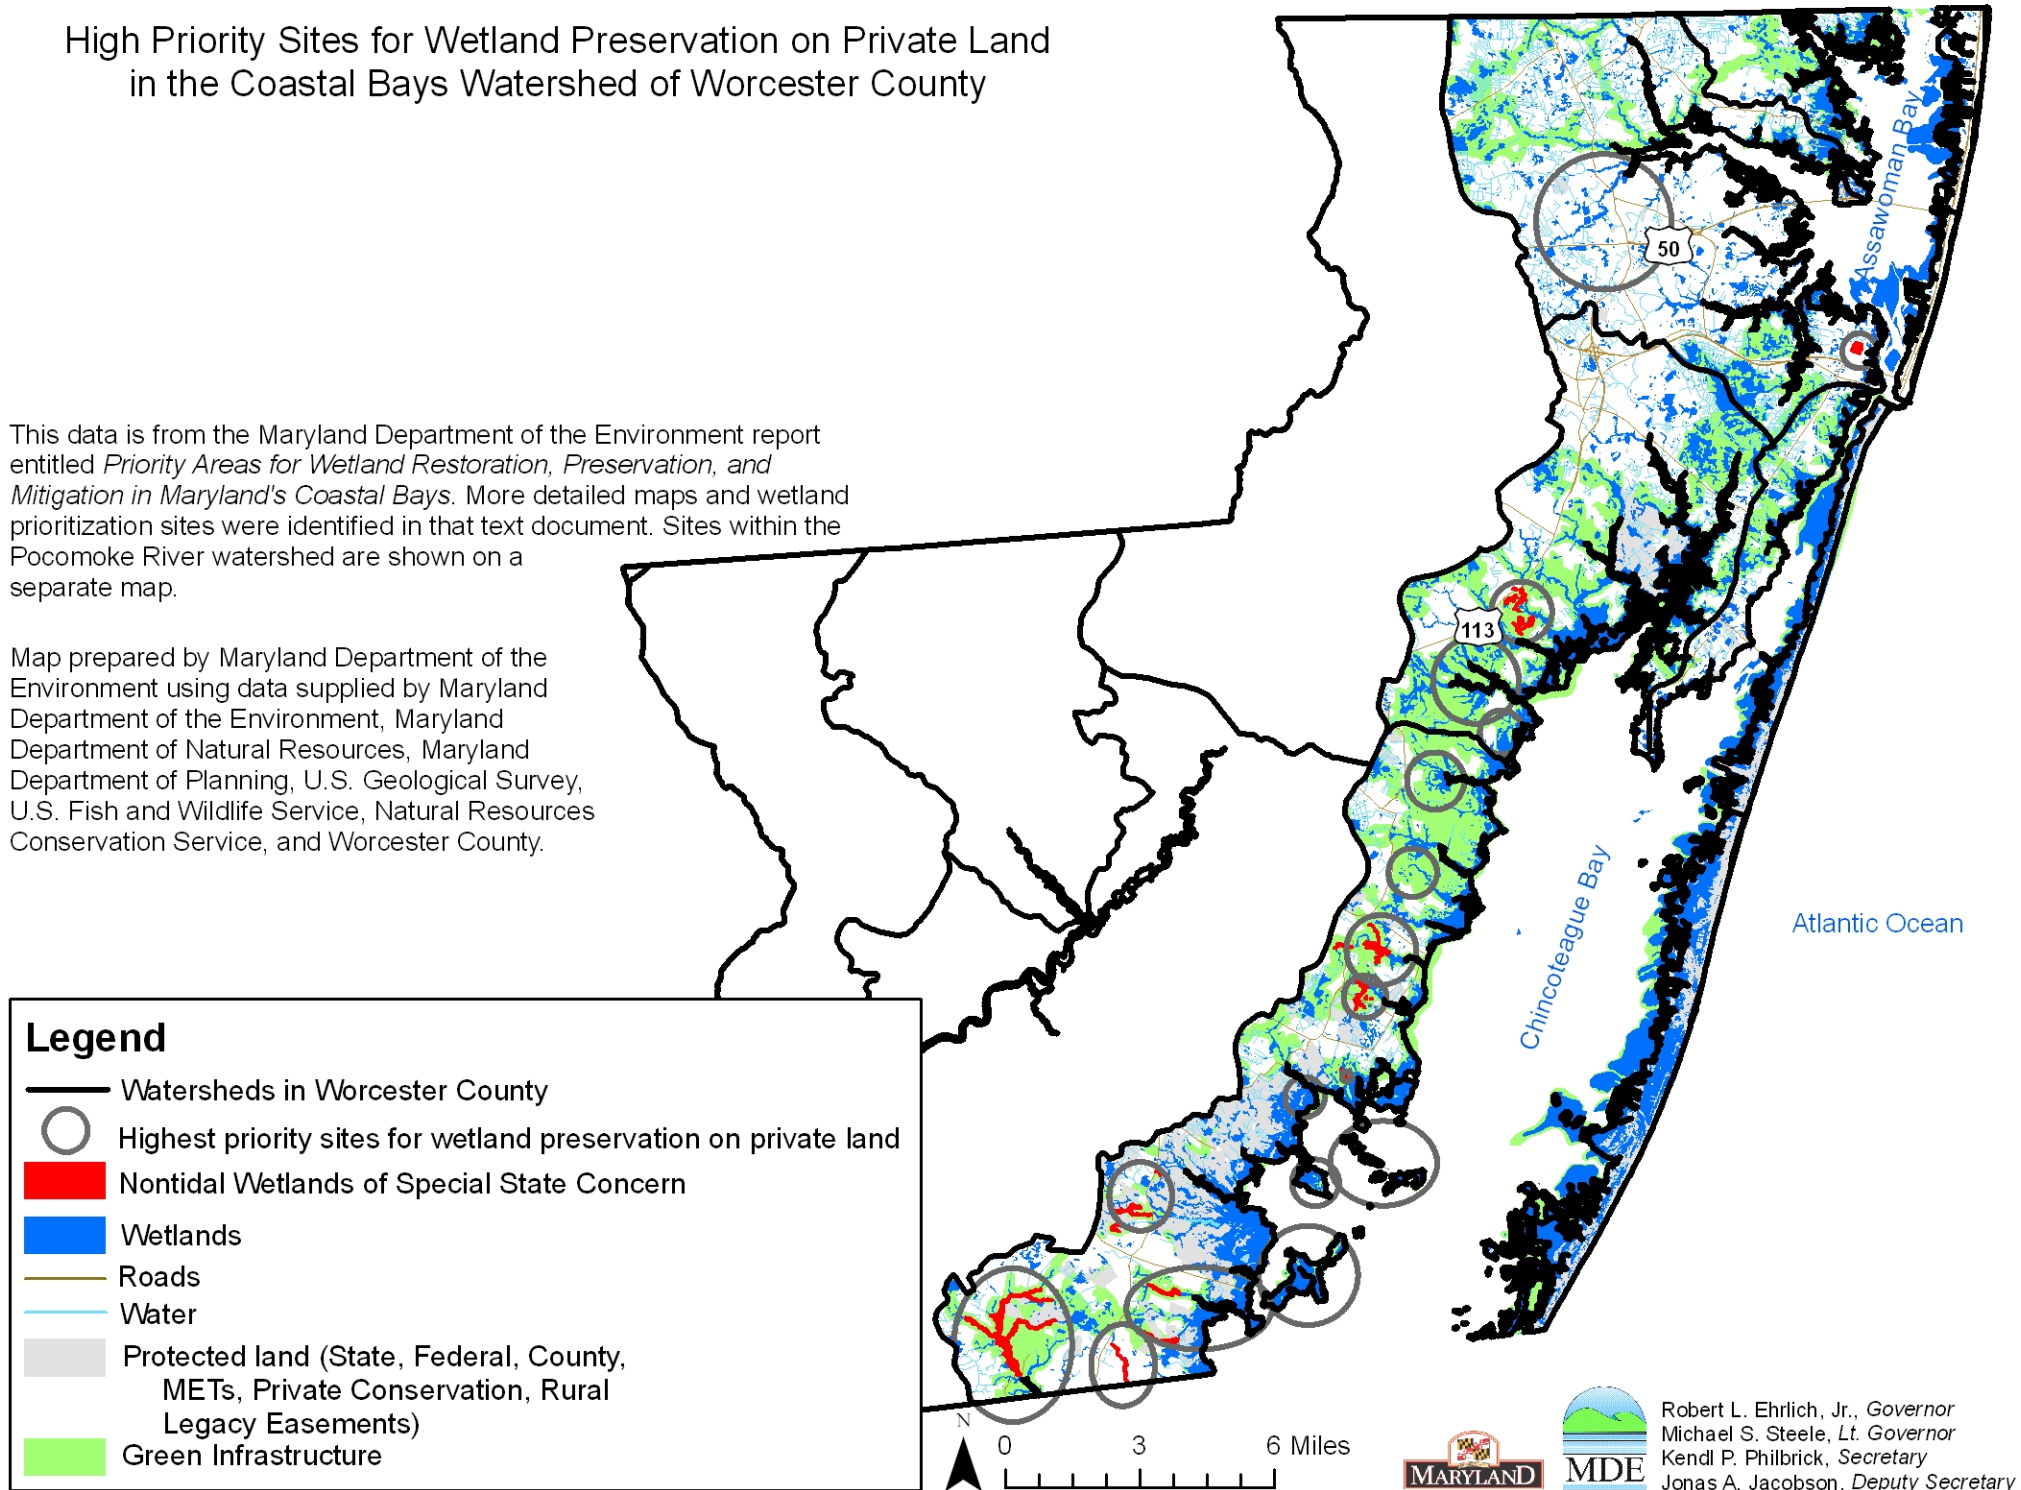 High Priority Sites for Wetland Preservation on Private Land
in the Coastal Bays Watershed of Worcester County
Assawoman Bay
50
This data is from the Maryland Department of the Environment report
entitled Priority Areas for Wetland Restoration, Preservation, and
Mitigation in Maryland's Coastal Bays. More detailed maps and wetland
prioritization sites were identified in that text document. Sites within the
Pocomoke River watershed are shown on a
separate map.
113
Map prepared by Maryland Department of the
Environment using data supplied by Maryland
Department of the Environment, Maryland
Department of Natural Resources, Maryland
Department of Planning, U.S. Geological Survey,
U.S. Fish and Wildlife Service, Natural Resources
Conservation Service, and Worcester County.
Chincoteague Bay
Atlantic Ocean
Legend
Watersheds in Worcester County
Highest priority sites for wetland preservation on private land
Nontidal Wetlands of Special State Concern
Wetlands
Roads
Water
Protected land (State, Federal, County,
METs, Private Conservation, Rural
Legacy Easements)
Green Infrastructure
N
0 3 6 Miles
MARYLAND
MDE
Robert L. Ehrlich, Jr., Governor
Michael S. Steele, Lt. Governor
Kendl P. Philbrick, Secretary
Jonas A. Jacobson, Deputy Secretary